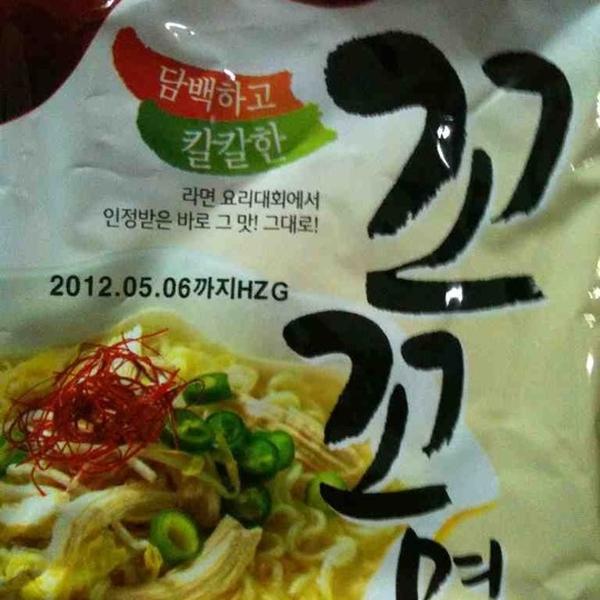 담백하고
칼칼한
라면 요리대회에서
인정받은 바로 그 맛! 그대로!
2012.05.06까지HZG
꼬
꼬
면